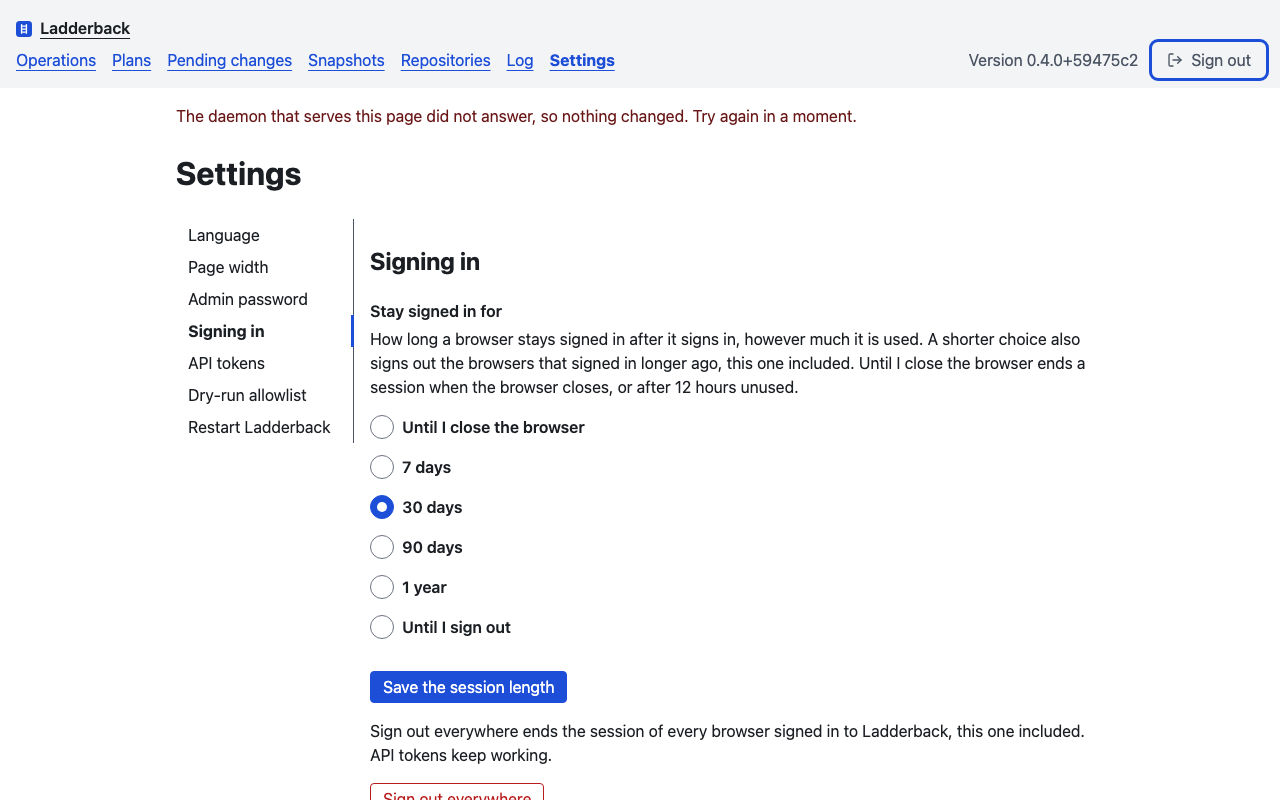 Ladderback
Operations Plans Pending changes Snapshots Repositories Log Settings Version 0.4.0+59475c2 Sign out
The daemon that serves this page did not answer, so nothing changed. Try again in a moment.
Settings
Language
Page width
Admin password
Signing in
API tokens
Dry-run allowlist
Restart Ladderback
Signing in
Stay signed in for
How long a browser stays signed in after it signs in, however much it is used. A shorter choice also
signs out the browsers that signed in longer ago, this one included. Until I close the browser ends a
session when the browser closes, or after 12 hours unused.
Until I close the browser
7 days
30 days
90 days
1 year
Until I sign out
Save the session length
Sign out everywhere ends the session of every browser signed in to Ladderback, this one included.
API tokens keep working.
Sign out everywhere